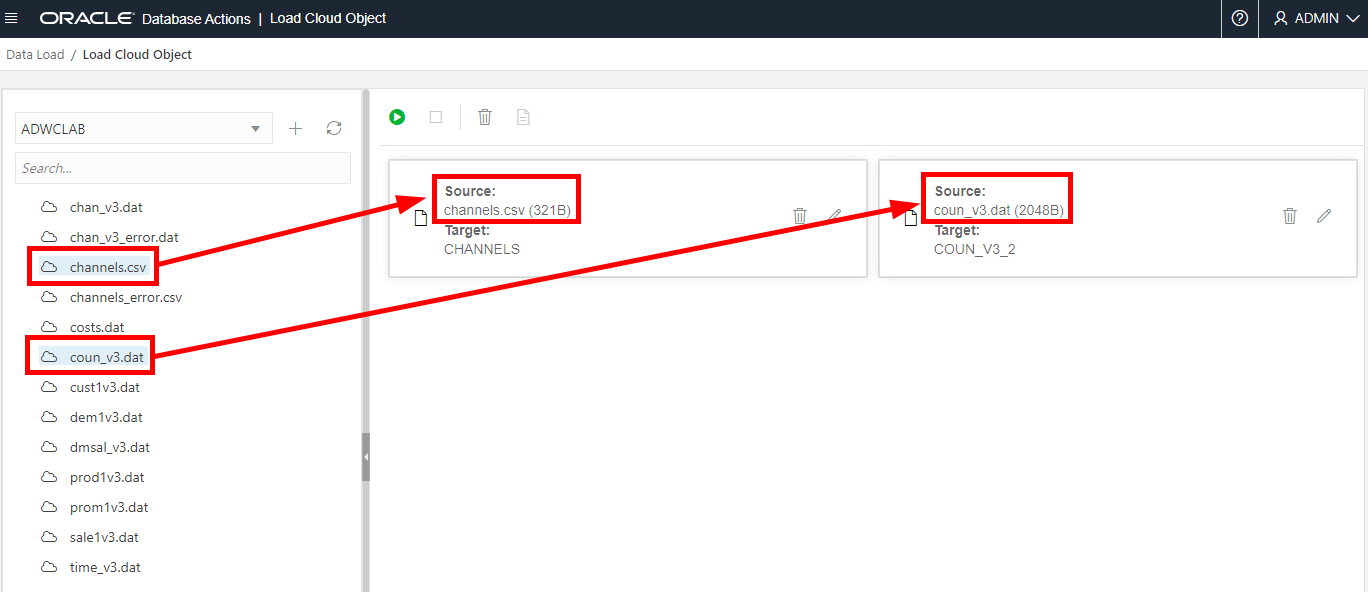 ORACLE Database Actions | Load Cloud Object
ADMIN
Data Load / Load Cloud Object
ADWCLAB
Search...
chan_v3.dat
chan_v3_error.dat
channels.csv
channels_error.csv
costs.dat
coun_v3.dat
cust1v3.dat
dem1v3.dat
dmsal_v3.dat
prod1v3.dat
prom1v3.dat
sale1v3.dat
time_v3.dat
Source:
channels.csv (321B)
Target:
CHANNELS
Source:
coun_v3.dat (2048B)
Target:
COUN_V3_2